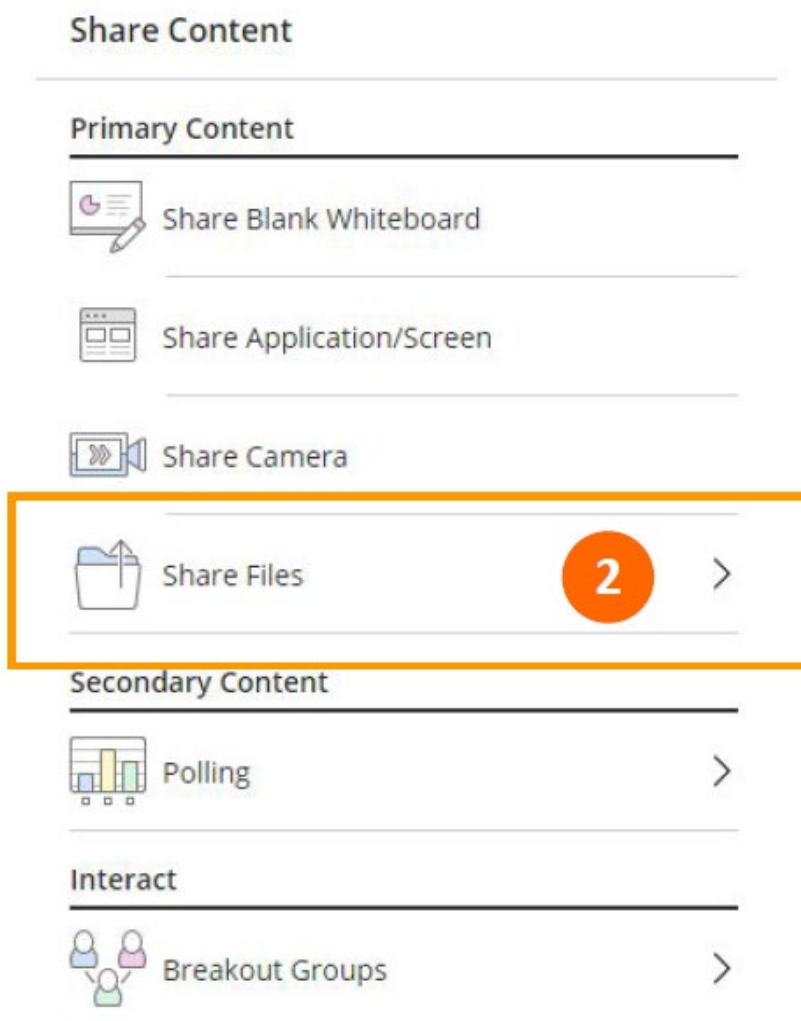 Share Content
Primary Content
Share Blank Whiteboard
Share Application/Screen
Share Camera
Share Files 2
Secondary Content
Polling
Interact
Breakout Groups